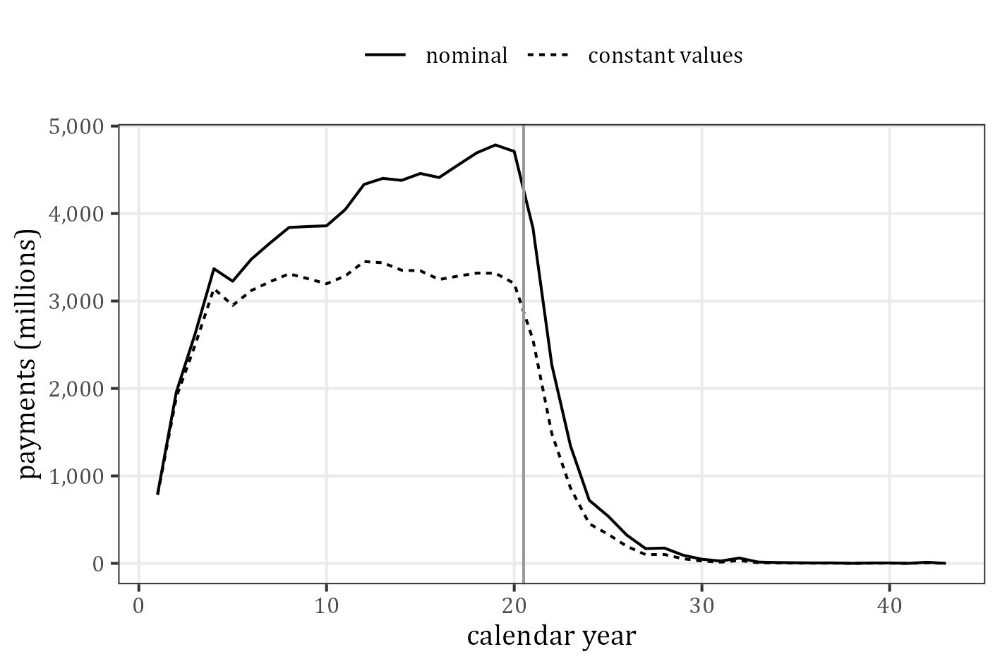 nominal constant values
5,000
4,000
3,000
2,000
1,000
0
payments (millions)
0 10 20 30 40
calendar year